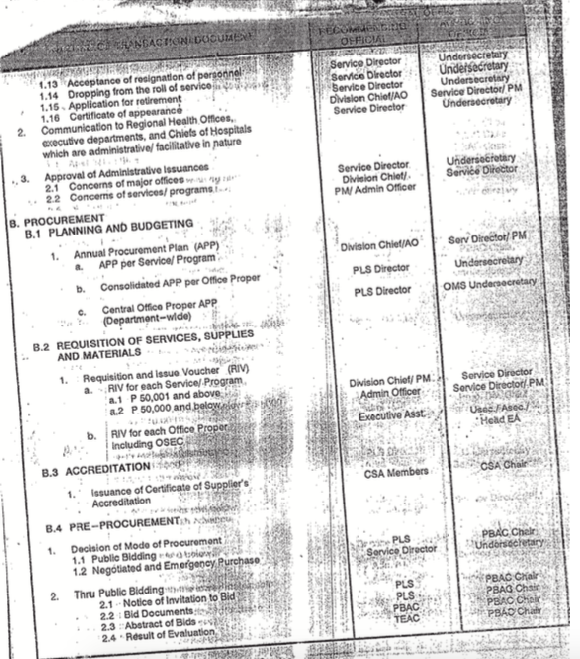 TRANSACTION/DOCUMENT RECOMMENDING OFFICIAL
1.13 Acceptance of resignation of personnel Service Director Undersecretary
1.14 Dropping from the roll of service Service Director Undersecretary
1.15 Application for retirement Service Director Undersecretary
1.16 Certificate of appearance Division Chief/AO Service Director/ PM
2. Communication to Regional Health Offices, Service Director Undersecretary
executive departments, and Chiefs of Hospitals
which are administrative/ facilitative in nature
3. Approval of Administrative Issuances
2.1 Concerns of major offices Service Director Undersecretary
2.2 Concerns of services/ programs Division Chief/ Service Director
PM/ Admin Officer
B. PROCUREMENT
B.1 PLANNING AND BUDGETING
1. Annual Procurement Plan (APP)
a. APP per Service/ Program Division Chief/AO Serv Director/ PM
b. Consolidated APP per Office Proper PLS Director Undersecretary
c. Central Office Proper APP PLS Director OMS Undersecretary
(Department-wide)
B.2 REQUISITION OF SERVICES, SUPPLIES
AND MATERIALS
1. Requisition and Issue Voucher (RIV)
a. RIV for each Service/ Program
a.1 P 50,001 and above Division Chief/ PM Service Director
a.2 P 50,000 and below Admin Officer Service Director/ PM
b. RIV for each Office Proper Executive Asst. Usec./ Asec./
including OSEC Head EA
B.3 ACCREDITATION
1. Issuance of Certificate of Supplier's CSA Members CSA Chair
Accreditation
B.4 PRE-PROCUREMENT
1. Decision of Mode of Procurement
1.1 Public Bidding PLS PBAC Chair
1.2 Negotiated and Emergency Purchase Service Director Undersecretary
2. Thru Public Bidding
2.1 Notice of Invitation to Bid PLS PBAC Chair
2.2 Bid Documents PLS PBAC Chair
2.3 Abstract of Bids PBAC PBAC Chair
2.4 Result of Evaluation TEAC PBAC Chair